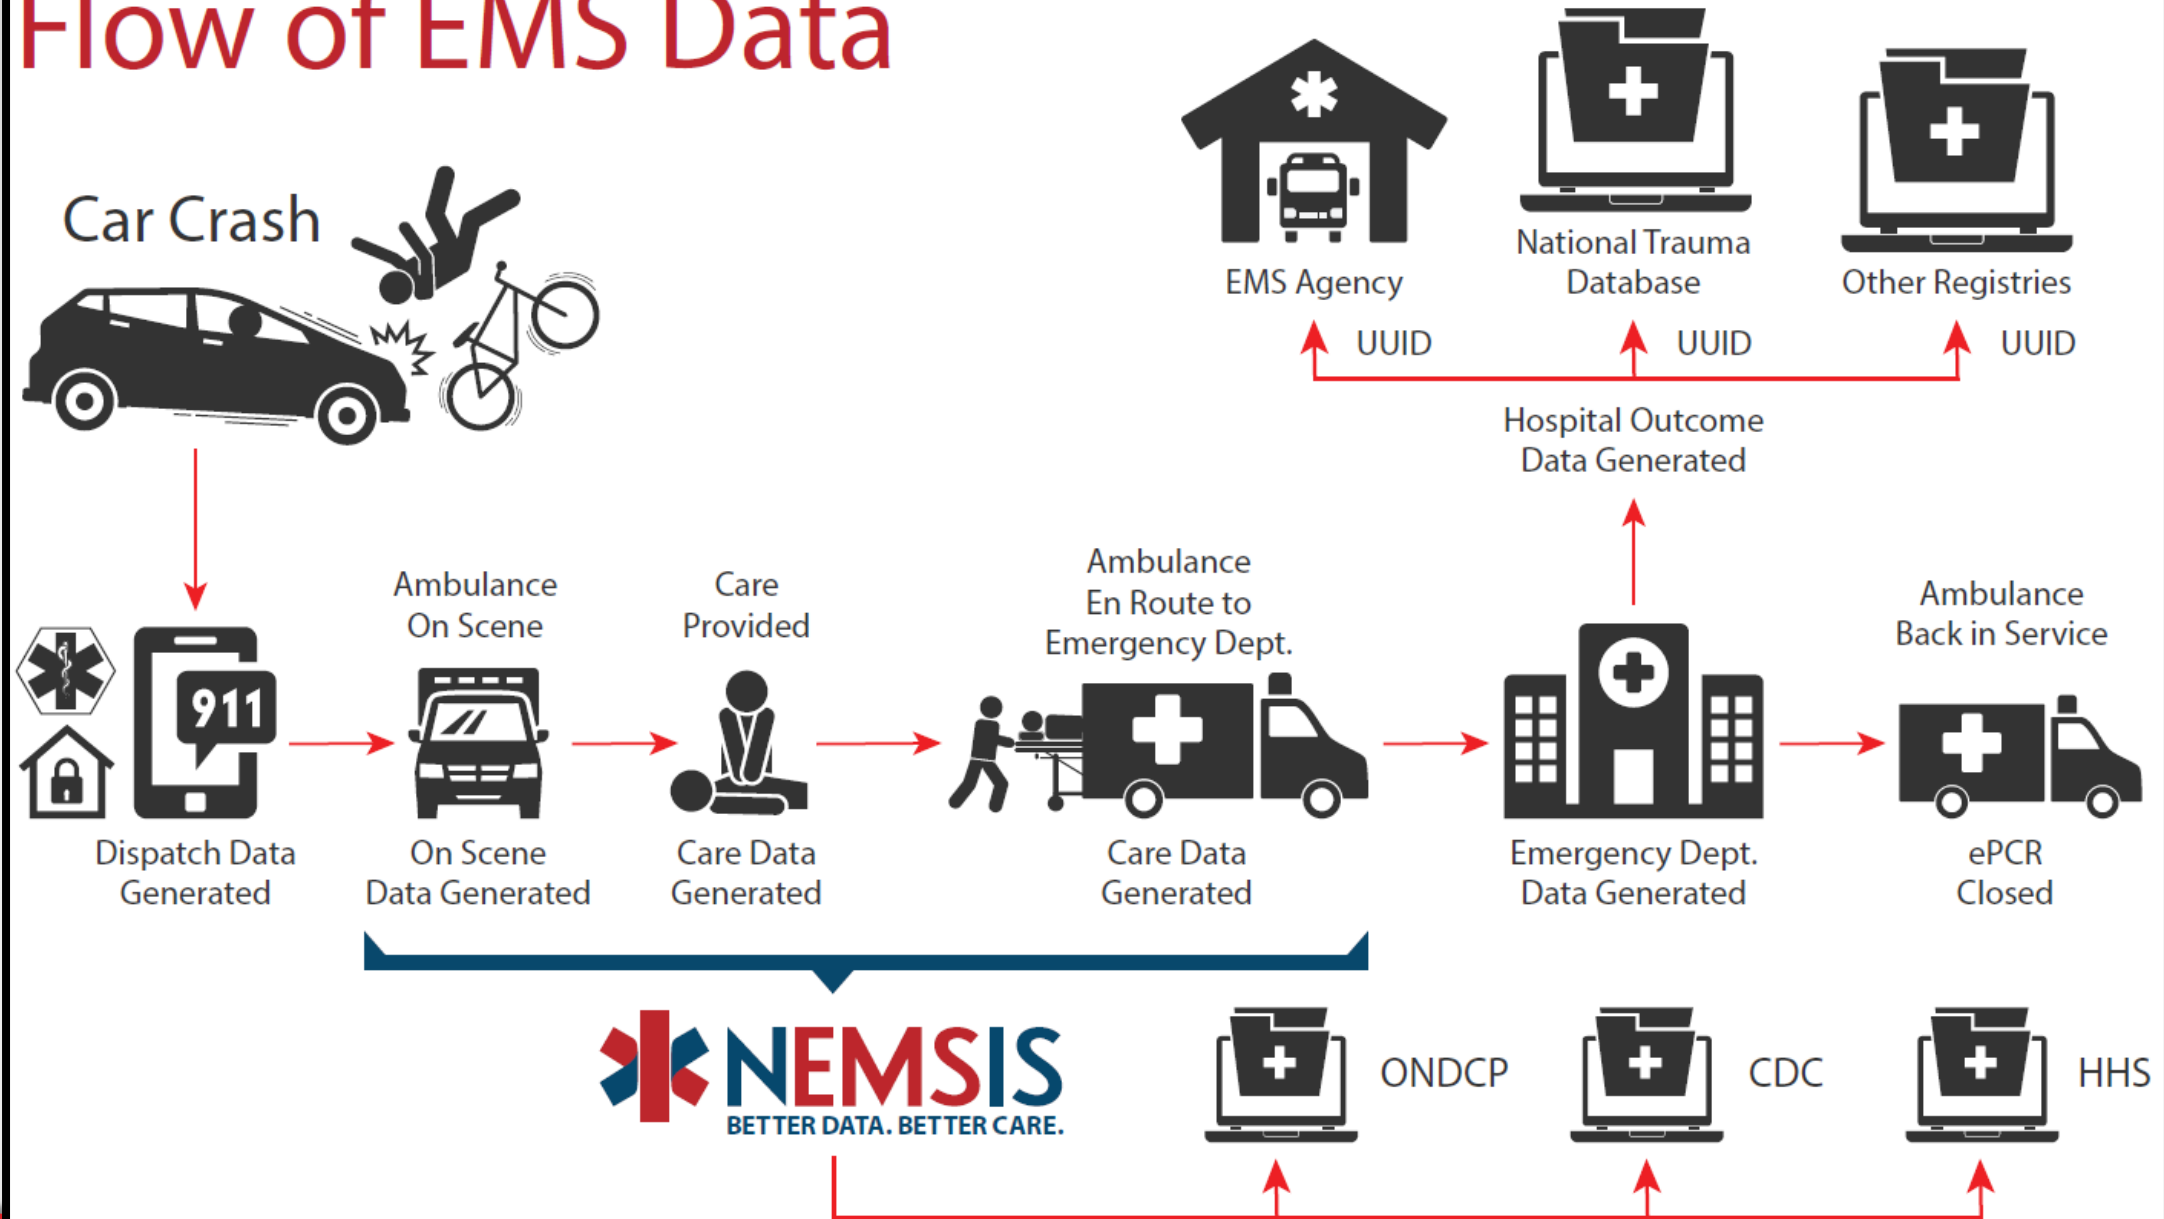 Flow of EMS Data
Car Crash
EMS Agency
National Trauma
Database
Other Registries
UUID
UUID
UUID
Hospital Outcome
Data Generated
Ambulance
On Scene
Care
Provided
Ambulance
En Route to
Emergency Dept.
Ambulance
Back in Service
911
Dispatch Data
Generated
On Scene
Data Generated
Care Data
Generated
Care Data
Generated
Emergency Dept.
Data Generated
ePCR
Closed
NEMSIS
BETTER DATA. BETTER CARE.
ONDCP
CDC
HHS